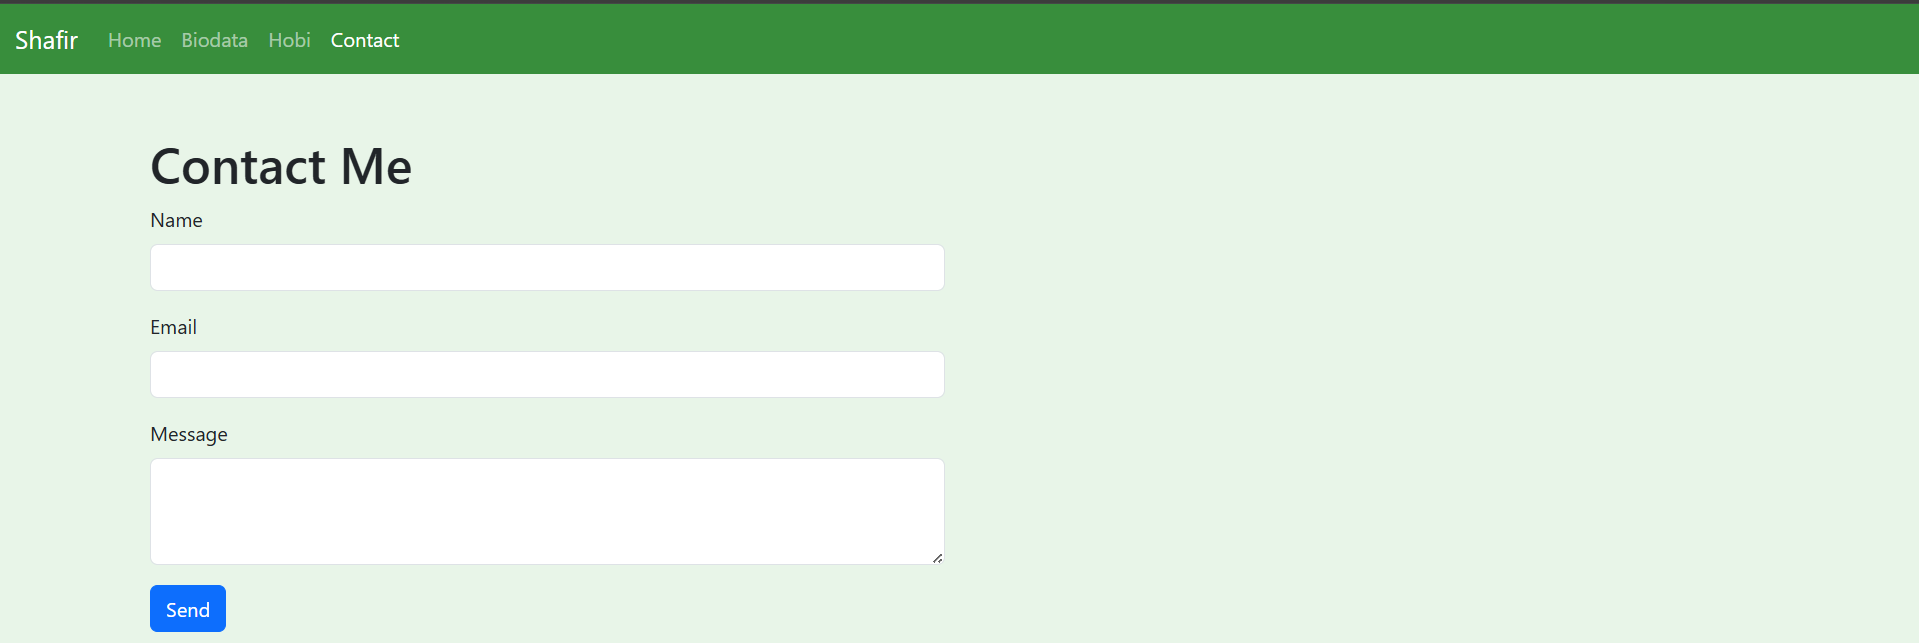 Shafir Home Biodata Hobi Contact
Contact Me
Name
Email
Message
Send